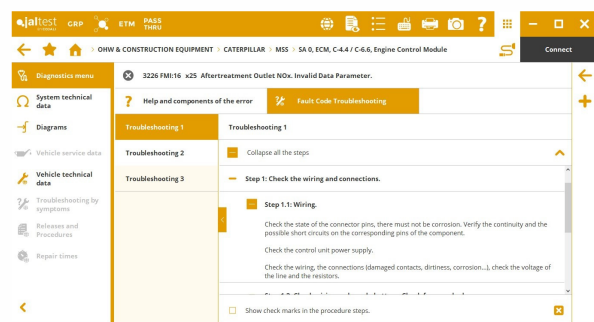 jaltest GRP ETM PASS THRU ?
> OHW & CONSTRUCTION EQUIPMENT > CATERPILLAR > MSS > SA 0, ECM, C-4.4 / C-6.6, Engine Control Module Connect
Diagnostics menu
3226 FMI:16 x25 Aftertreatment Outlet NOx. Invalid Data Parameter.
System technical data
Diagrams
Vehicle service data
Vehicle technical data
Troubleshooting by symptoms
Releases and Procedures
Repair times
? Help and components of the error
Fault Code Troubleshooting
Troubleshooting 1
Troubleshooting 2
Troubleshooting 3
Troubleshooting 1
Collapse all the steps
Step 1: Check the wiring and connections.
Step 1.1: Wiring.
Check the state of the connector pins, there must not be corrosion. Verify the continuity and the
possible short circuits on the corresponding pins of the component.
Check the control unit power supply.
Check the wiring, the connections (damaged contacts, dirtiness, corrosion...), check the voltage of
the line and the resistors.
Show check marks in the procedure steps.